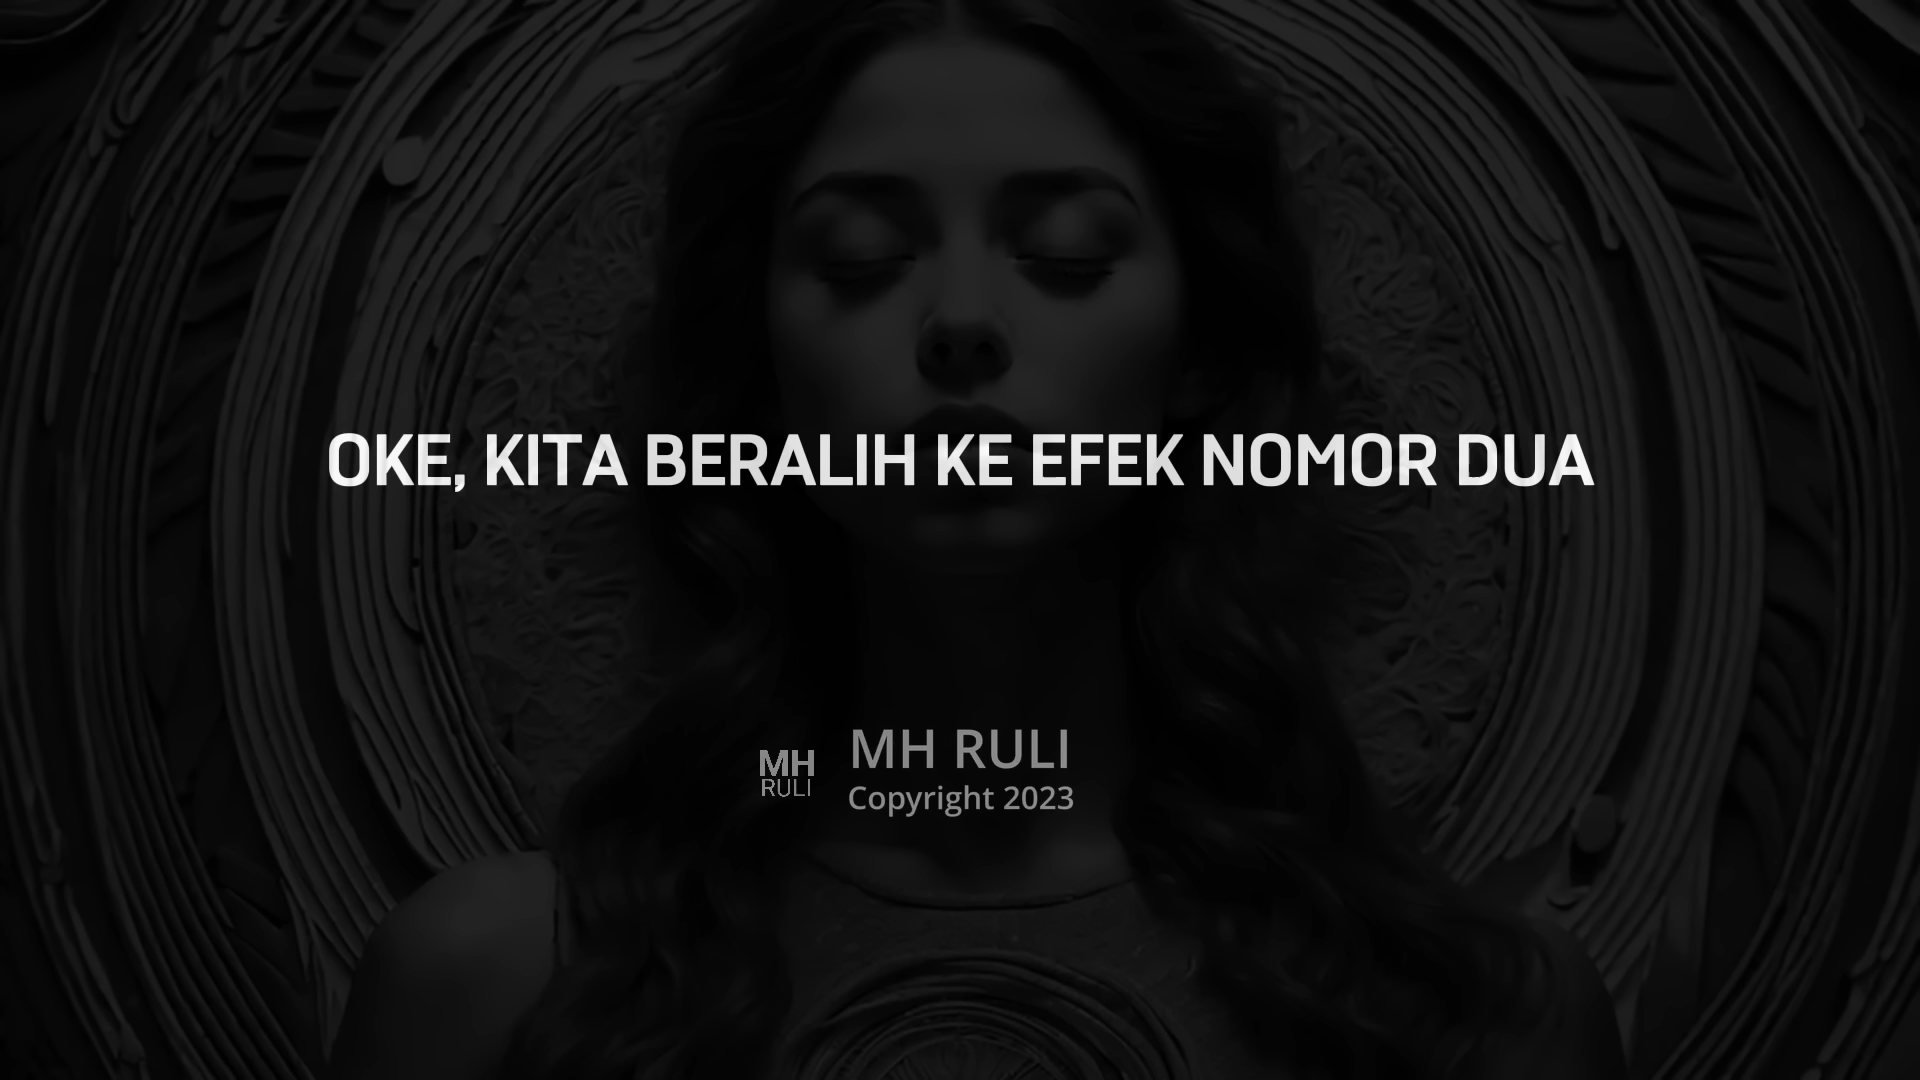 OKE, KITA BERALIH KE EFEK NOMOR DUA
MH
RULI
MH RULI
Copyright 2023